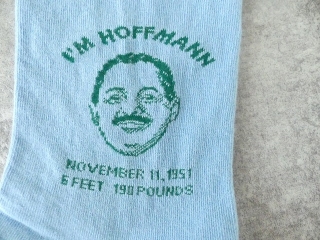 I'M HOFFMANN
NOVEMBER 11, 1951
6 FEET 190 POUNDS